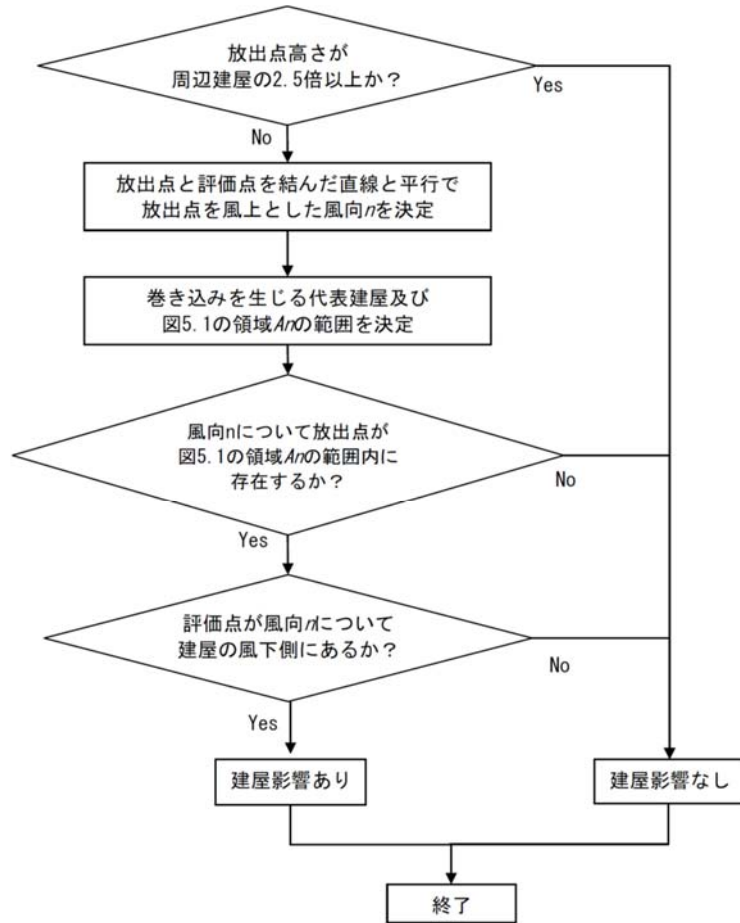 放出点高さが
周辺建屋の2.5倍以上か？
Yes
No
放出点と評価点を結んだ直線と平行で
放出点を風上とした風向nを決定
巻き込みを生じる代表建屋及び
図5.1の領域Anの範囲を決定
風向nについて放出点が
図5.1の領域Anの範囲内に
存在するか？
No
Yes
評価点が風向nについて
建屋の風下側にあるか？
No
Yes
建屋影響あり
建屋影響なし
終了